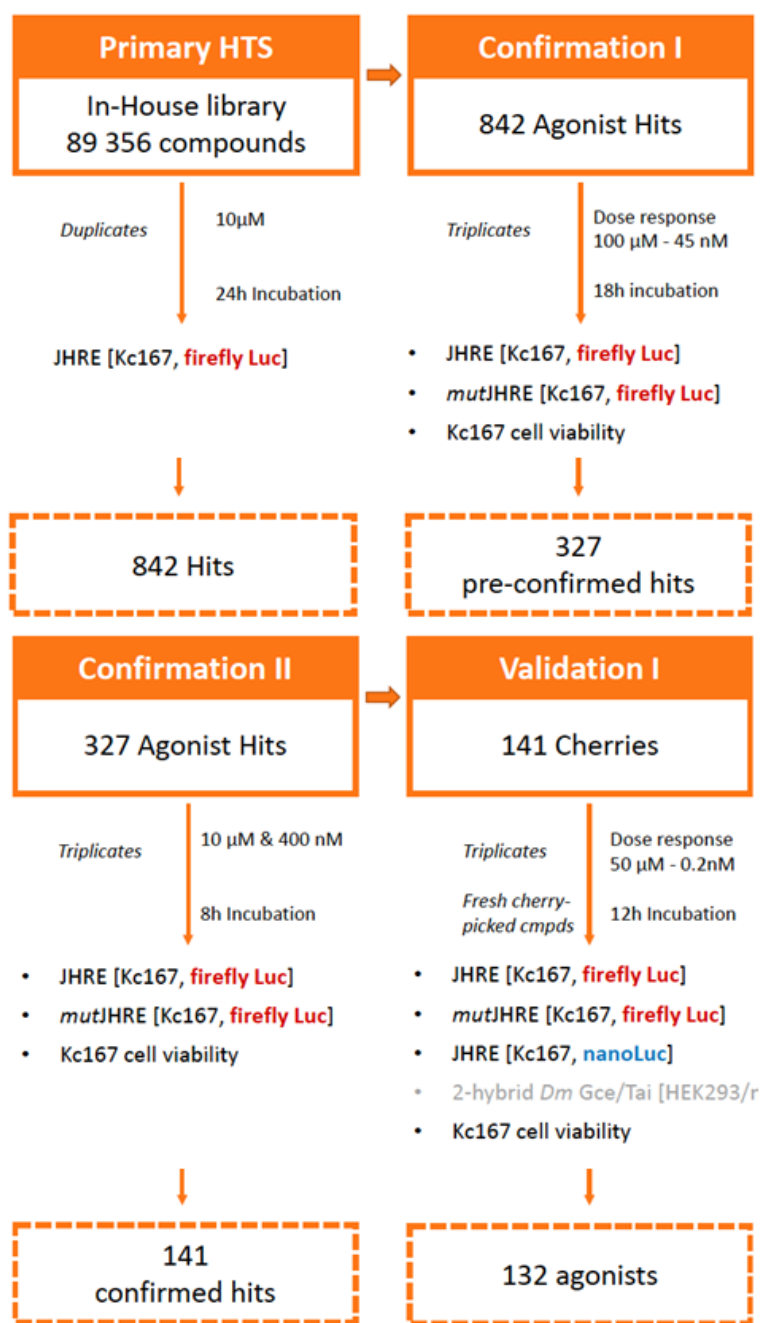 Primary HTS
In-House library
89 356 compounds
Duplicates
10µM
24h Incubation
JHRE [Kc167, firefly Luc]
842 Hits
Confirmation I
842 Agonist Hits
Triplicates
Dose response
100 µM - 45 nM
18h incubation
• JHRE [Kc167, firefly Luc]
• mutJHRE [Kc167, firefly Luc]
• Kc167 cell viability
327
pre-confirmed hits
Confirmation II
327 Agonist Hits
Triplicates
10 µM & 400 nM
8h Incubation
• JHRE [Kc167, firefly Luc]
• mutJHRE [Kc167, firefly Luc]
• Kc167 cell viability
141
confirmed hits
Validation I
141 Cherries
Triplicates
Fresh cherry-
picked cmpds
Dose response
50 µM - 0.2nM
12h Incubation
• JHRE [Kc167, firefly Luc]
• mutJHRE [Kc167, firefly Luc]
• JHRE [Kc167, nanoLuc]
• 2-hybrid Dm Gce/Tai [HEK293/
• Kc167 cell viability
132 agonists